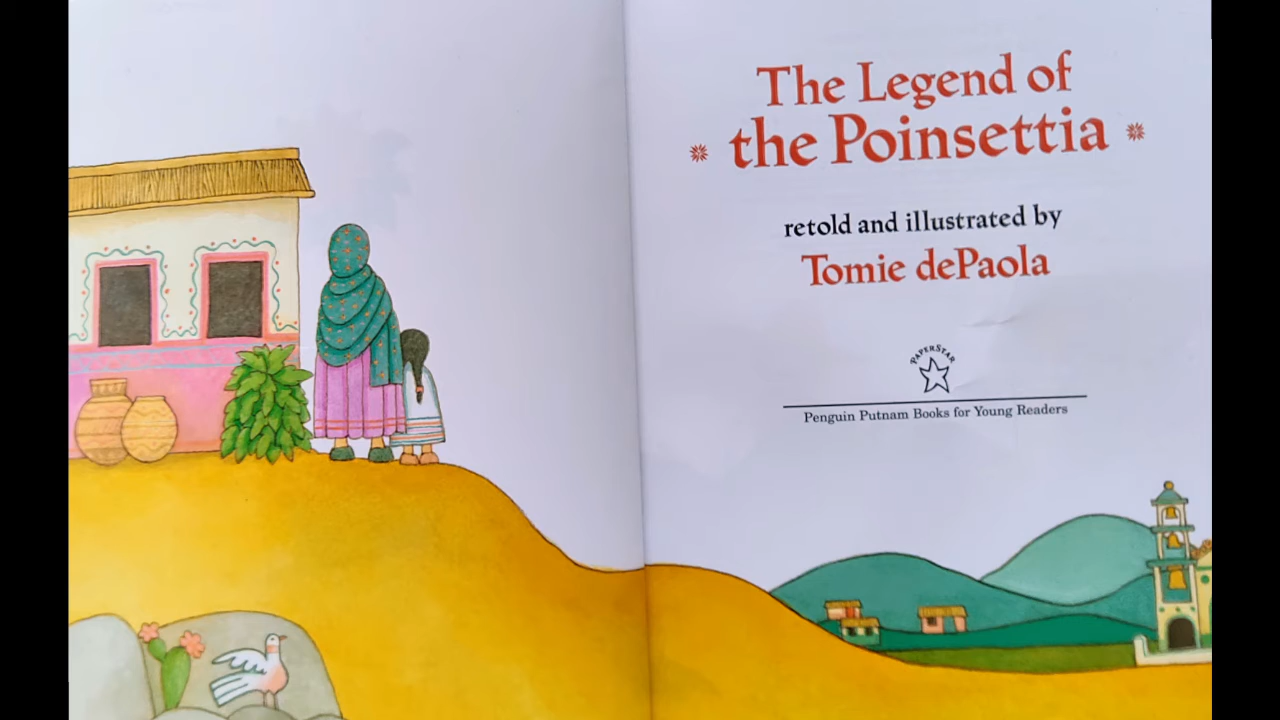 The Legend of
the Poinsettia
retold and illustrated by
Tomie dePaola
PAPERSTAR
Penguin Putnam Books for Young Readers